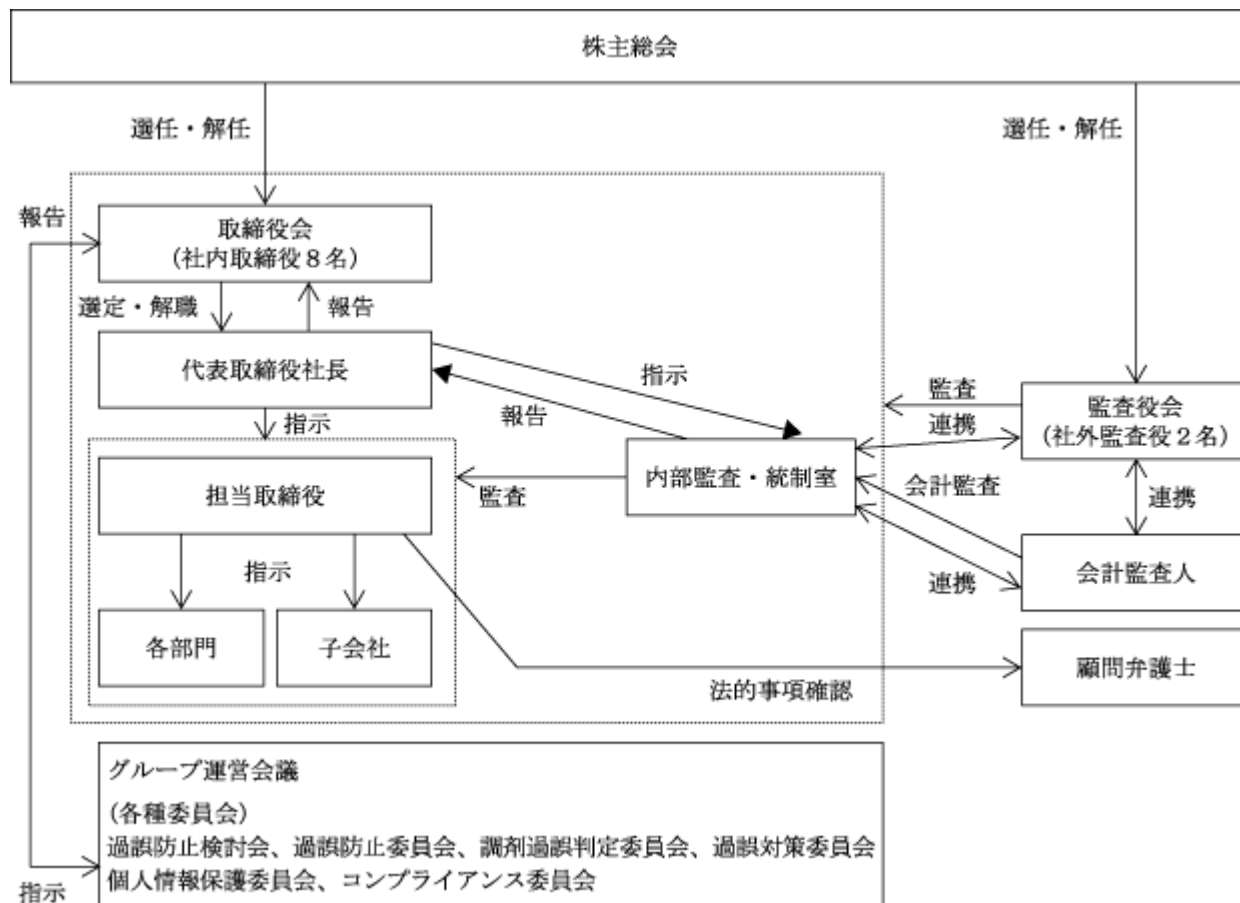 株主総会
選任・解任
選任・解任
報告
取締役会
(社内取締役８名)
選定・解職
報告
代表取締役社長
指示
報告
監査
監査役会
(社外監査役２名)
連携
指示
担当取締役
監査
内部監査・統制室
会計監査
連携
指示
連携
会計監査人
各部門
子会社
顧問弁護士
法的事項確認
グループ運営会議
(各種委員会)
過誤防止検討会、過誤防止委員会、調剤過誤判定委員会、過誤対策委員会
個人情報保護委員会、コンプライアンス委員会
指示